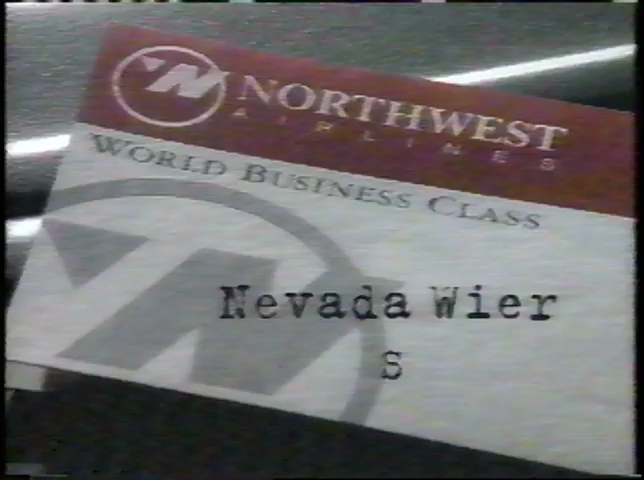 NORTHWEST
AIRLINES
WORLD BUSINESS CLASS
Nevada Wier
S